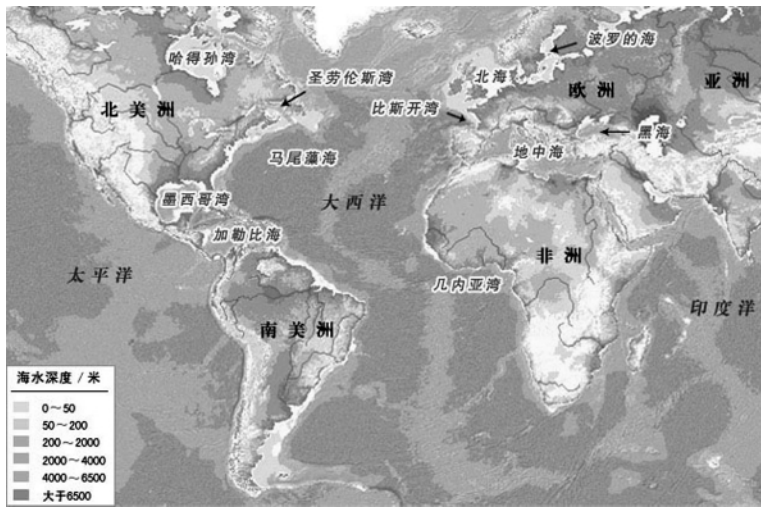 哈得孙湾
波罗的海
圣劳伦斯湾
北海
欧洲
亚洲
北美洲
比斯开湾
黑海
马尾藻海
地中海
墨西哥湾
大西洋
加勒比海
太平洋
非洲
几内亚湾
印度洋
南美洲
海水深度 / 米
0～50
50～200
200～2000
2000～4000
4000～6500
大于6500